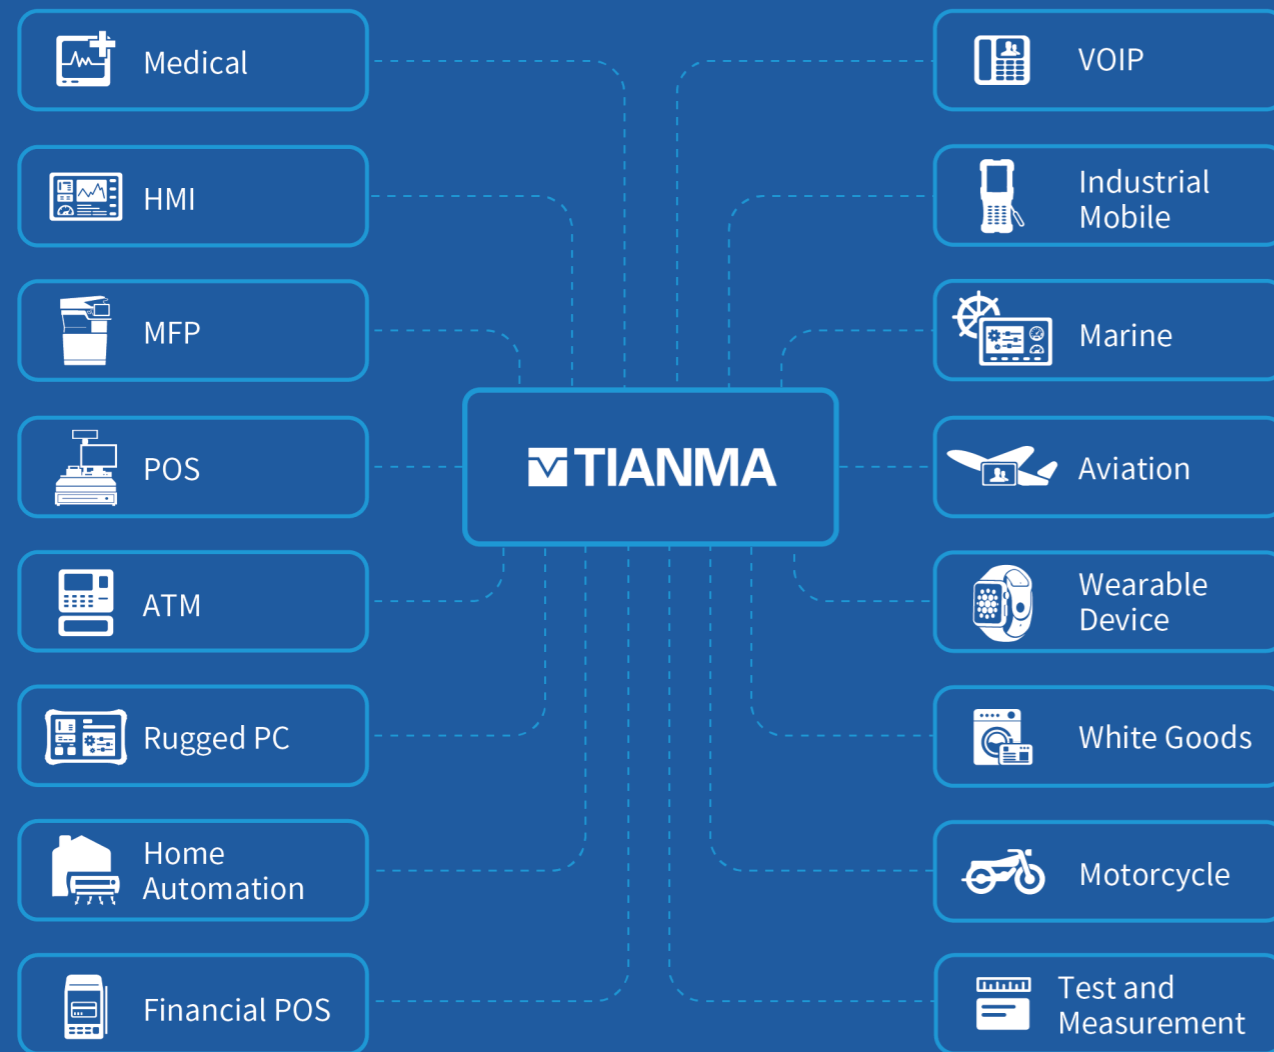 Medical
HMI
MFP
POS
ATM
Rugged PC
Home
Automation
Financial POS
TIANMA
VOIP
Industrial
Mobile
Marine
Aviation
Wearable
Device
White Goods
Motorcycle
Test and
Measurement